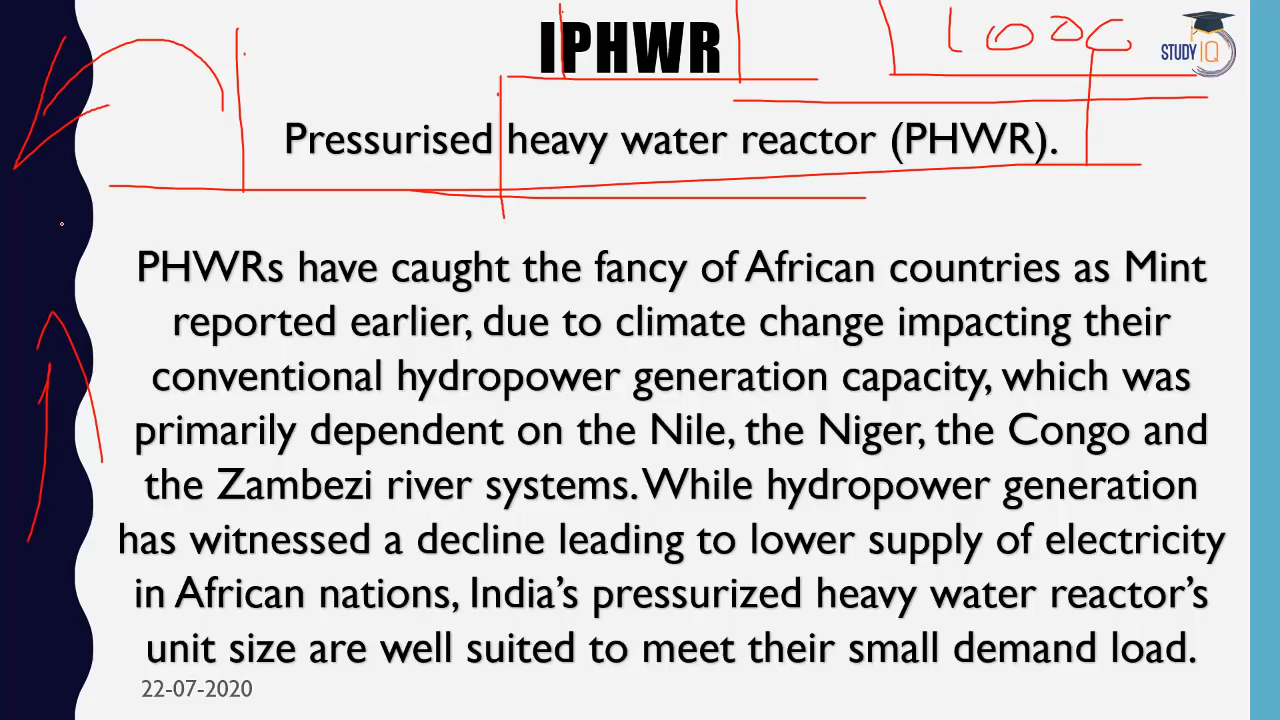 IPHWR
STUDY IQ
Pressurised heavy water reactor (PHWR).
PHWRs have caught the fancy of African countries as Mint
reported earlier, due to climate change impacting their
conventional hydropower generation capacity, which was
primarily dependent on the Nile, the Niger, the Congo and
the Zambezi river systems. While hydropower generation
has witnessed a decline leading to lower supply of electricity
in African nations, India's pressurized heavy water reactor's
unit size are well suited to meet their small demand load.
22-07-2020